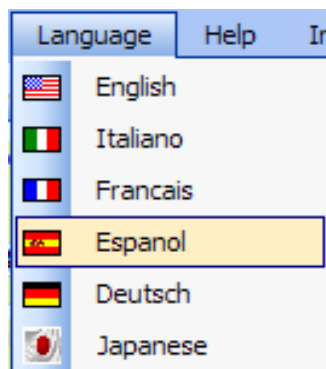 Language Help
English
Italiano
Francais
Espanol
Deutsch
Japanese